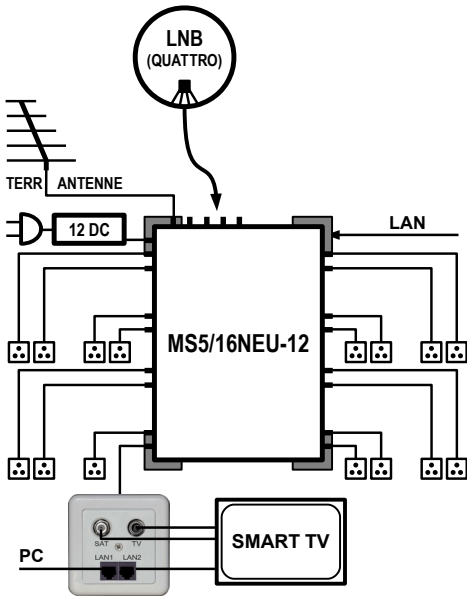 LNB
(QUATTRO)
TERR ANTENNE
12 DC
LAN
MS5/16NEU-12
SAT TV
LAN1 LAN2
PC
SMART TV